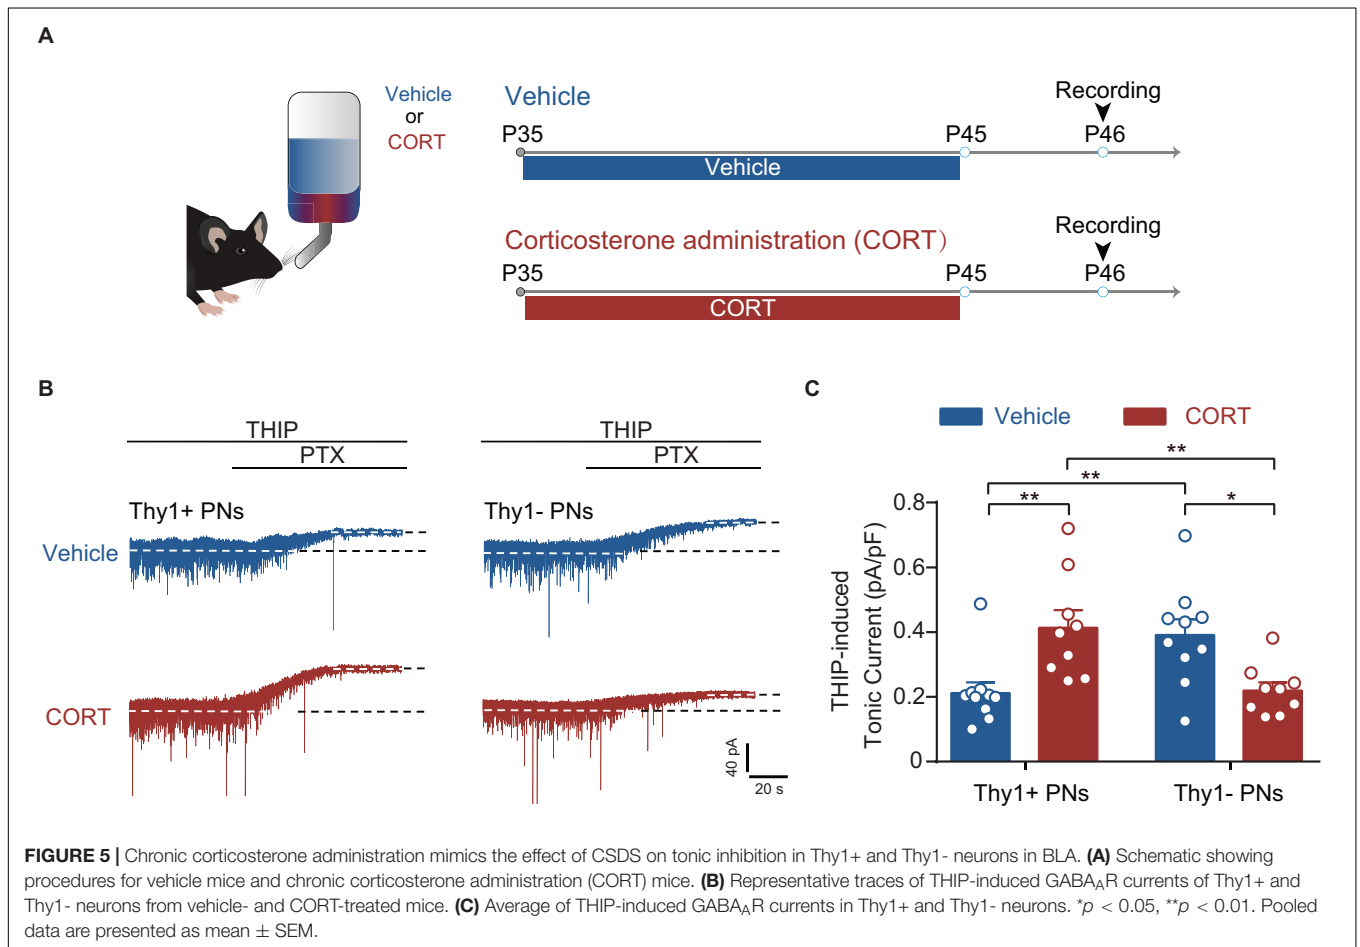 A
Vehicle
or
CORT
Vehicle
Recording
P35
P45
P46
Vehicle
Corticosterone administration (CORT)
Recording
P35
P45
P46
CORT
B
THIP
PTX
THIP
PTX
Thy1+ PNs
Thy1- PNs
Vehicle
CORT
40 pA
20 s
C
Vehicle
CORT
**
**
**
*
THIP-induced
Tonic Current (pA/pF)
0.8
0.6
0.4
0.2
0
Thy1+ PNs
Thy1- PNs
FIGURE 5 | Chronic corticosterone administration mimics the effect of CSDS on tonic inhibition in Thy1+ and Thy1- neurons in BLA. (A) Schematic showing
procedures for vehicle mice and chronic corticosterone administration (CORT) mice. (B) Representative traces of THIP-induced GABAAR currents of Thy1+ and
Thy1- neurons from vehicle- and CORT-treated mice. (C) Average of THIP-induced GABAAR currents in Thy1+ and Thy1- neurons. *p < 0.05, **p < 0.01. Pooled
data are presented as mean ± SEM.